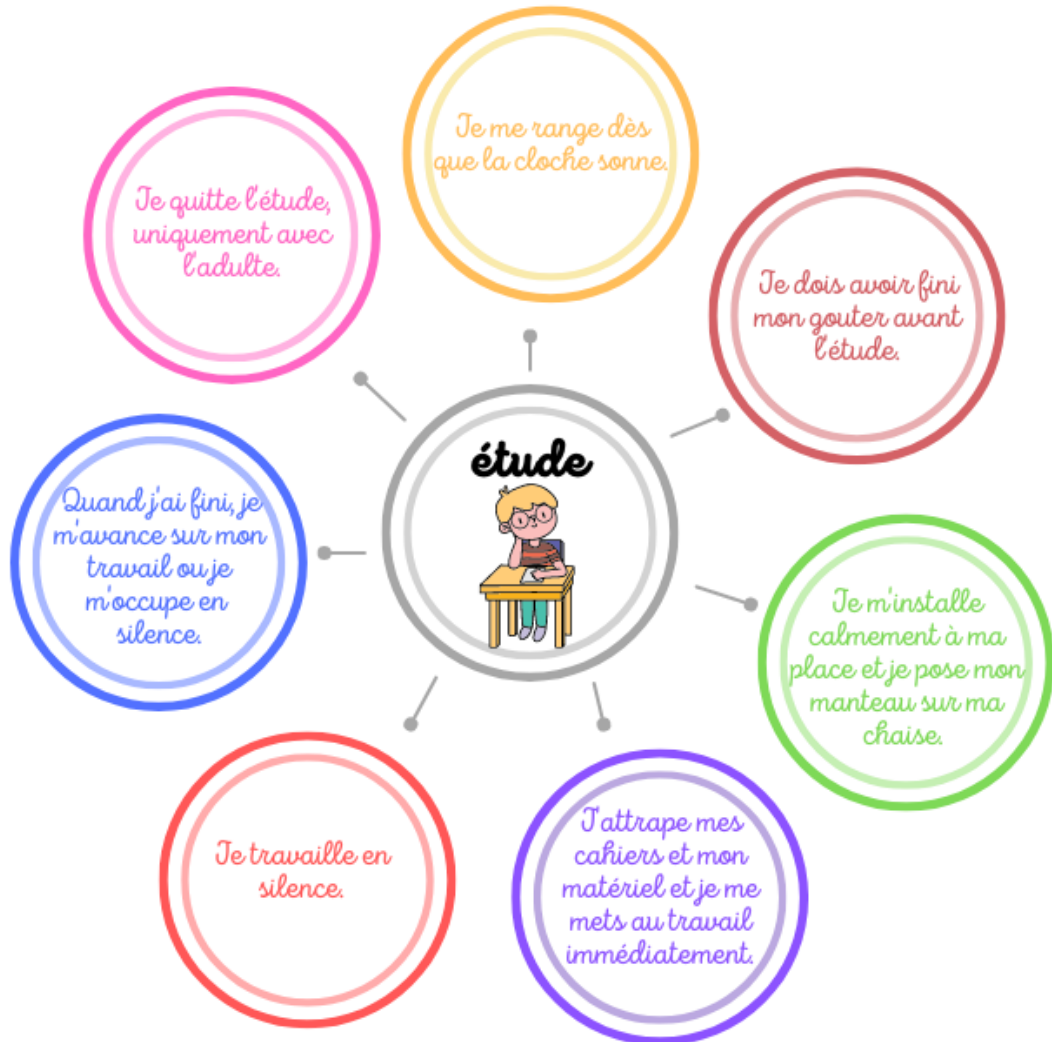 Je me range dès
que la cloche sonne.
Je dois avoir fini
mon gouter avant
l'étude.
Je m'installe
calmement à ma
place et je pose mon
manteau sur ma
chaise.
J'attrape mes
cahiers et mon
matériel et je me
mets au travail
immédiatement.
Je travaille en
silence.
Quand j'ai fini, je
m'avance sur mon
travail ou je
m'occupe en
silence.
Je quitte l'étude,
uniquement avec
l'adulte.
étude